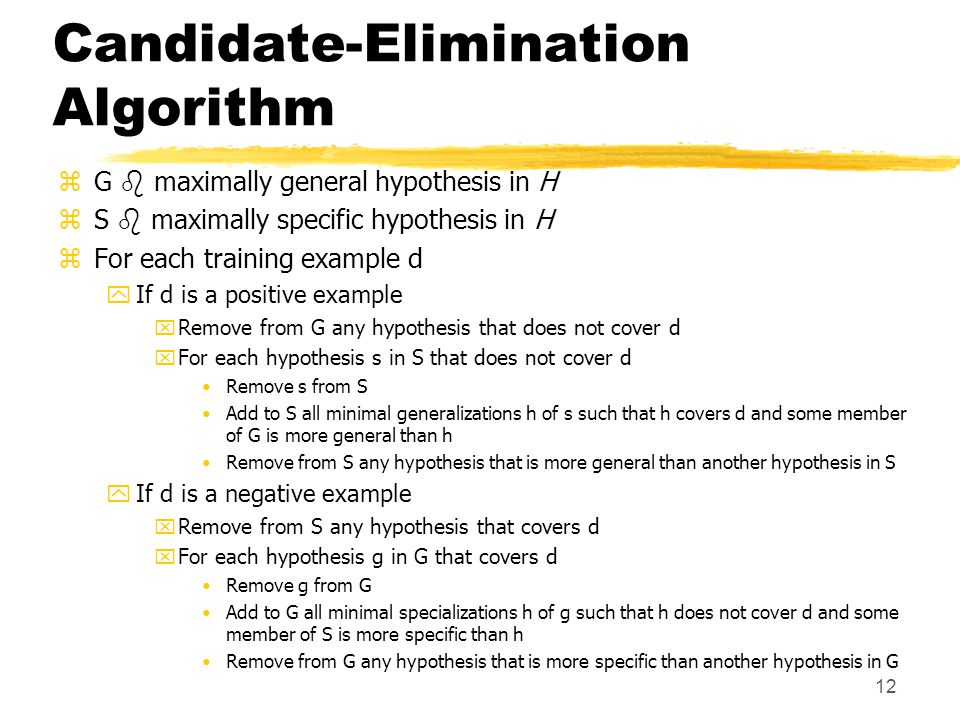 Candidate-Elimination
Algorithm
z G b maximally general hypothesis in H
z S b maximally specific hypothesis in H
z For each training example d
y If d is a positive example
x Remove from G any hypothesis that does not cover d
x For each hypothesis s in S that does not cover d
• Remove s from S
• Add to S all minimal generalizations h of s such that h covers d and some member
of G is more general than h
• Remove from S any hypothesis that is more general than another hypothesis in S
y If d is a negative example
x Remove from S any hypothesis that covers d
x For each hypothesis g in G that covers d
• Remove g from G
• Add to G all minimal specializations h of g such that h does not cover d and some
member of S is more specific than h
• Remove from G any hypothesis that is more specific than another hypothesis in G
12